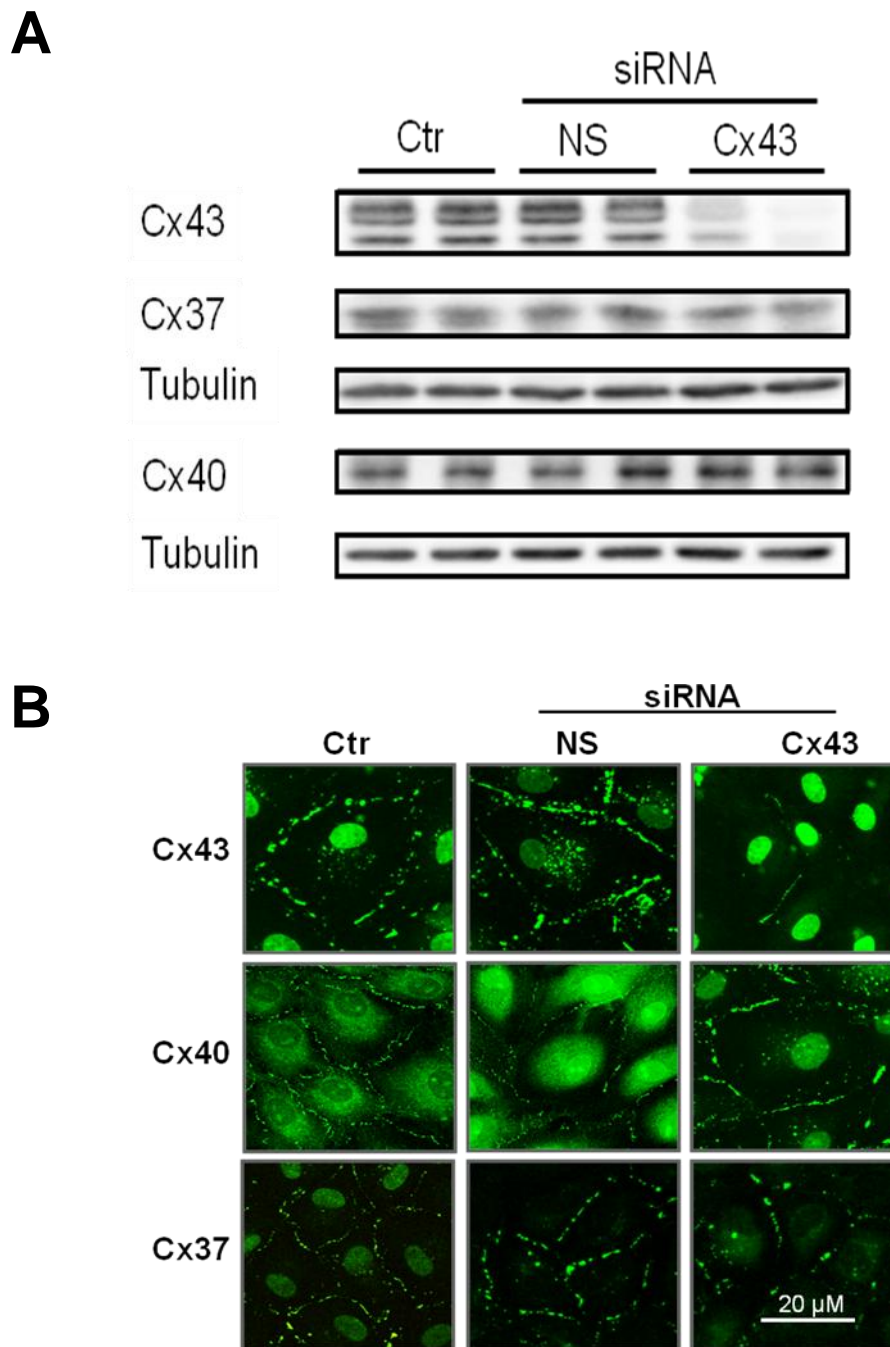 A
siRNA
Ctr NS Cx43
Cx43
Cx37
Tubulin
Cx40
Tubulin
B
siRNA
Ctr NS Cx43
Cx43
Cx40
Cx37
20 µM